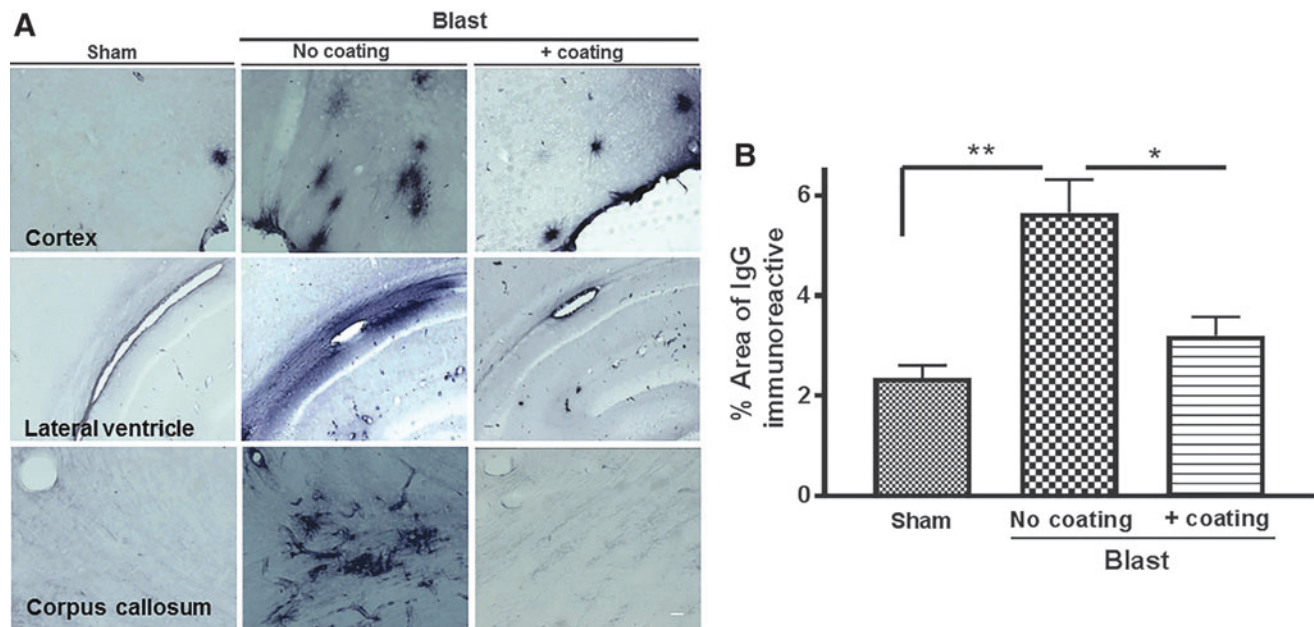 A
Blast
Sham
No coating
+ coating
Cortex
Lateral ventricle
Corpus callosum
B
** *
% Area of IgG
immunoreactive
6
4
2
0
Sham
No coating
+ coating
Blast